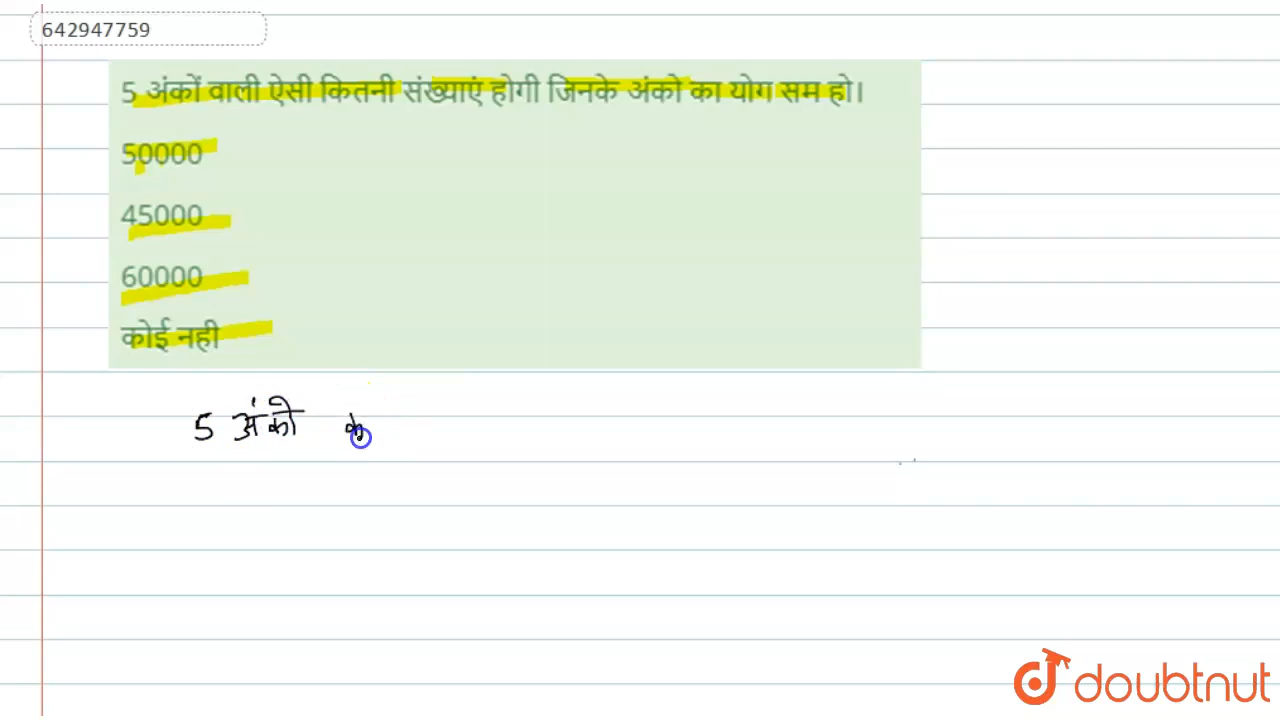 642947759
5 अंकों वाली ऐसी कितनी संख्याएं होगी जिनके अंको का योग सम हो।
50000
45000
60000
कोई नही
5 अंको के
doubtnut